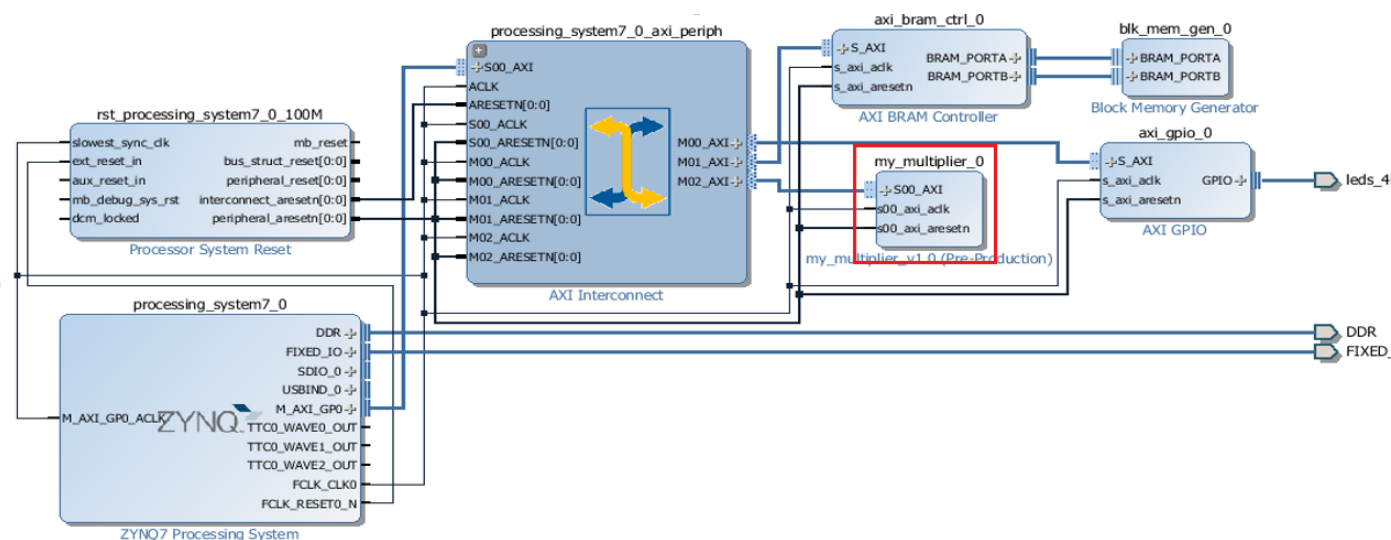 rst_processing_system7_0_100M
slowest_sync_clk
ext_reset_in
aux_reset_in
mb_debug_sys_rst
dcm_locked
mb_reset
bus_struct_reset[0:0]
peripheral_reset[0:0]
interconnect_aresetn[0:0]
peripheral_aresetn[0:0]
Processor System Reset
processing_system7_0
M_AXI_GP0_ACLK
ZYNQ
DDR
FIXED_IO
SDIO_0
USBIND_0
M_AXI_GP0
TTC0_WAVE0_OUT
TTC0_WAVE1_OUT
TTC0_WAVE2_OUT
FCLK_CLK0
FCLK_RESET0_N
ZYNQ7 Processing System
processing_system7_0_axi_periph
S00_AXI
ACLK
ARESETN[0:0]
S00_ACLK
S00_ARESETN[0:0]
M00_ACLK
M00_ARESETN[0:0]
M01_ACLK
M01_ARESETN[0:0]
M02_ACLK
M02_ARESETN[0:0]
M00_AXI
M01_AXI
M02_AXI
AXI Interconnect
axi_bram_ctrl_0
S_AXI
s_axi_aclk
s_axi_aresetn
BRAM_PORTA
BRAM_PORTB
AXI BRAM Controller
blk_mem_gen_0
BRAM_PORTA
BRAM_PORTB
Block Memory Generator
my_multiplier_0
S00_AXI
s00_axi_aclk
s00_axi_aresetn
my_multiplier_v1.0 (Pre-Production)
axi_gpio_0
S_AXI
s_axi_aclk
s_axi_aresetn
GPIO
AXI GPIO
leds_4
DDR
FIXED_